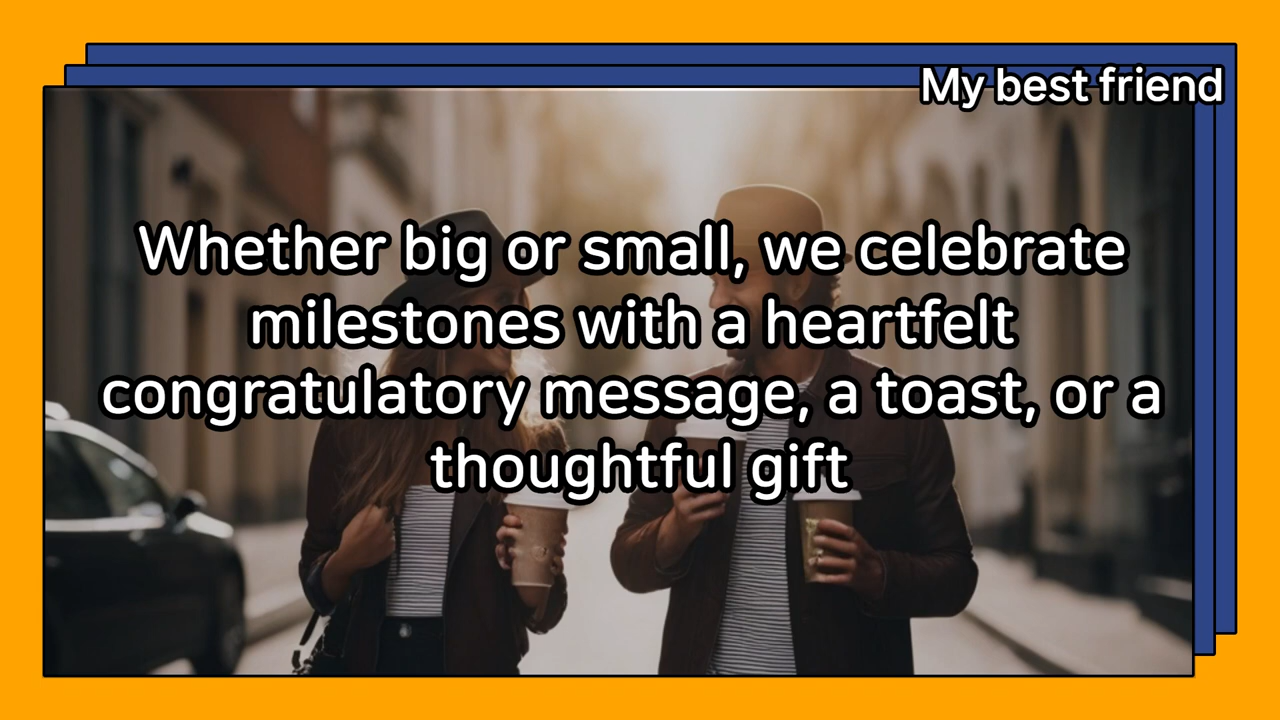 My best friend
Whether big or small, we celebrate
milestones with a heartfelt
congratulatory message, a toast, or a
thoughtful gift